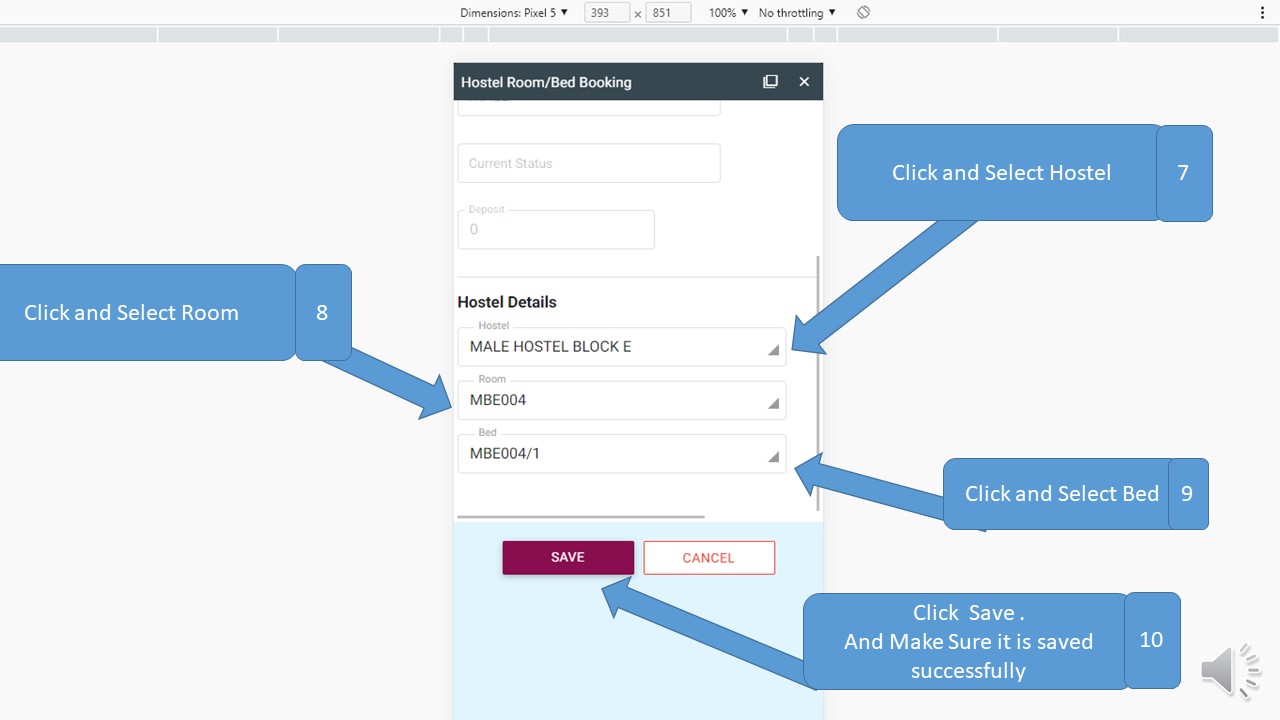 Dimensions: Pixel 5 393 x 851 100% No throttling
Hostel Room/Bed Booking
Current Status
Click and Select Hostel 7
Deposit
0
Click and Select Room 8
Hostel Details
Hostel
MALE HOSTEL BLOCK E
Room
MBE004
Bed
MBE004/1
Click and Select Bed 9
SAVE CANCEL
Click Save .
And Make Sure it is saved
successfully
10